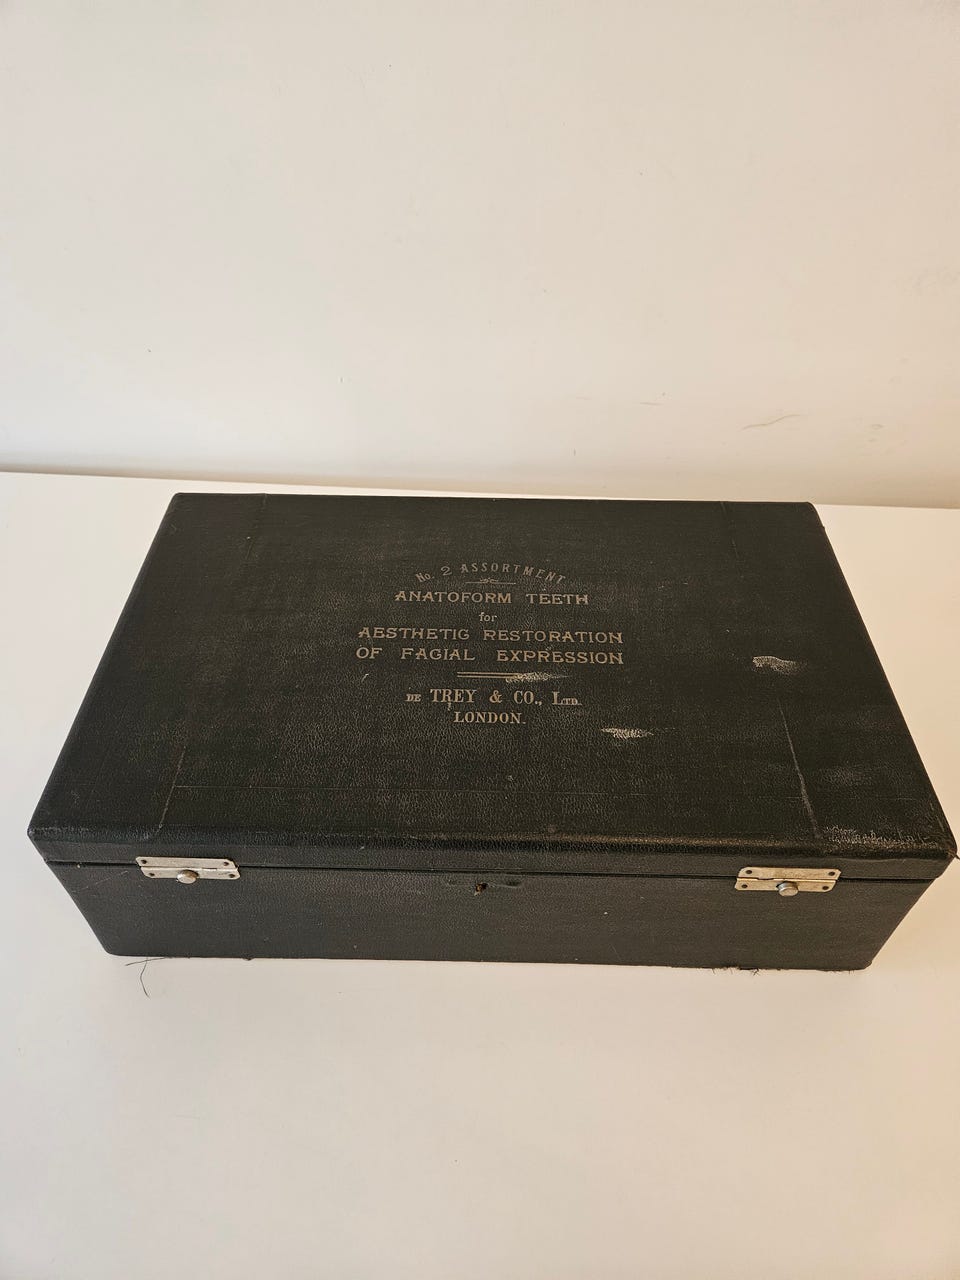 No. 2 ASSORTMENT
ANATOFORM TEETH
for
AESTHETIC RESTORATION
OF FACIAL EXPRESSION
DE TREY & CO., LTD.
LONDON.